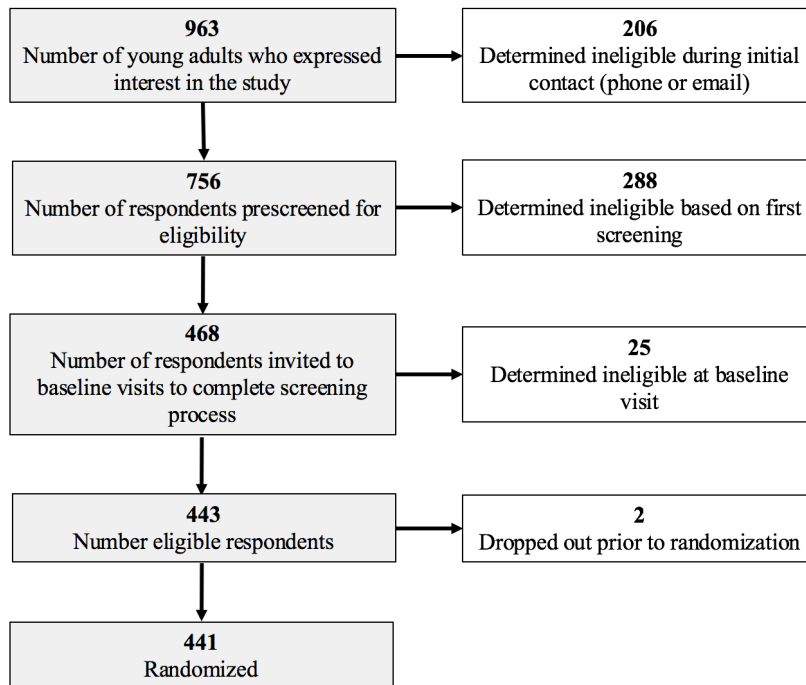 963
Number of young adults who expressed
interest in the study
206
Determined ineligible during initial
contact (phone or email)
756
Number of respondents prescreened for
eligibility
288
Determined ineligible based on first
screening
468
Number of respondents invited to
baseline visits to complete screening
process
25
Determined ineligible at baseline
visit
443
Number eligible respondents
2
Dropped out prior to randomization
441
Randomized